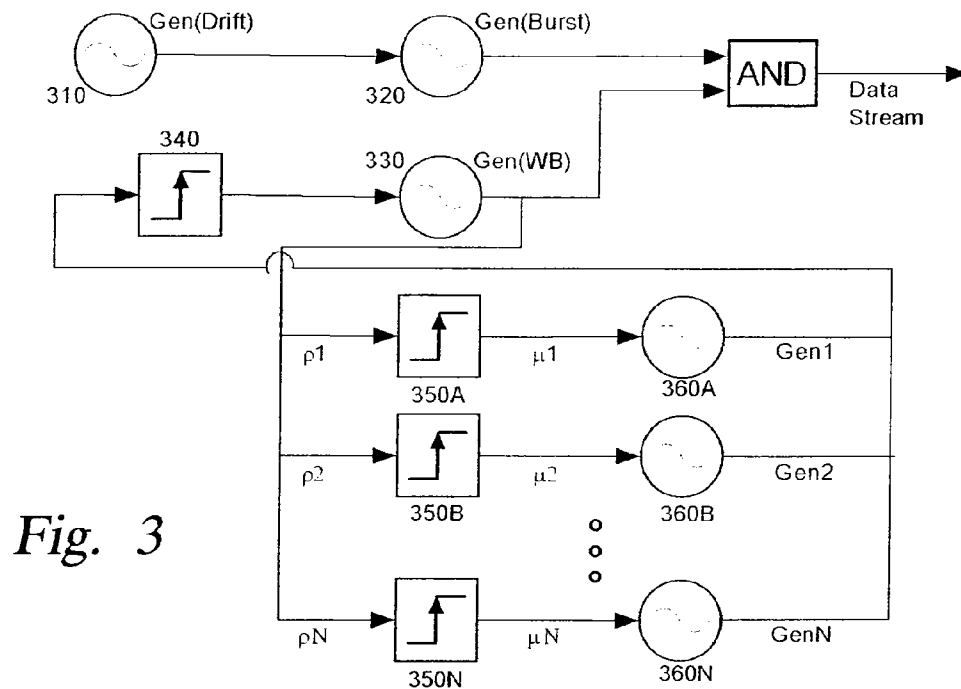 Gen(Drift)
Gen(Burst)
310
320
AND
Data
Stream
340
330
Gen(WB)
ρ1
μ1
Gen1
350A
360A
ρ2
μ2
Gen2
350B
360B
Fig. 3
ρN
μN
GenN
350N
360N